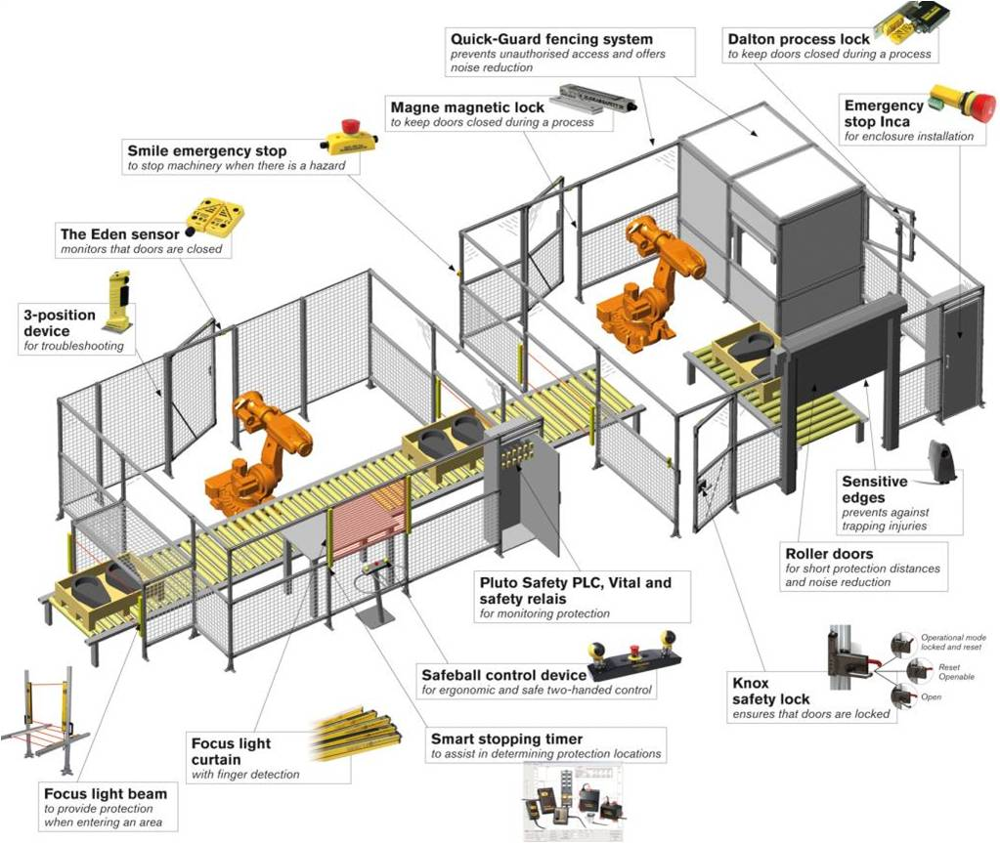 Quick-Guard fencing system
prevents unauthorised access and offers
noise reduction
Dalton process lock
to keep doors closed during a process
Magne magnetic lock
to keep doors closed during a process
Emergency
stop Inca
for enclosure installation
Smile emergency stop
to stop machinery when there is a hazard
The Eden sensor
monitors that doors are closed
3-position
device
for troubleshooting
Sensitive
edges
prevents against
trapping injuries
Roller doors
for short protection distances
and noise reduction
Pluto Safety PLC, Vital and
safety relais
for monitoring protection
Safeball control device
for ergonomic and safe two-handed control
Knox
safety lock
ensures that doors are locked
Operational mode
locked and reset
Reset
Openable
Open
Focus light
curtain
with finger detection
Smart stopping timer
to assist in determining protection locations
Focus light beam
to provide protection
when entering an area